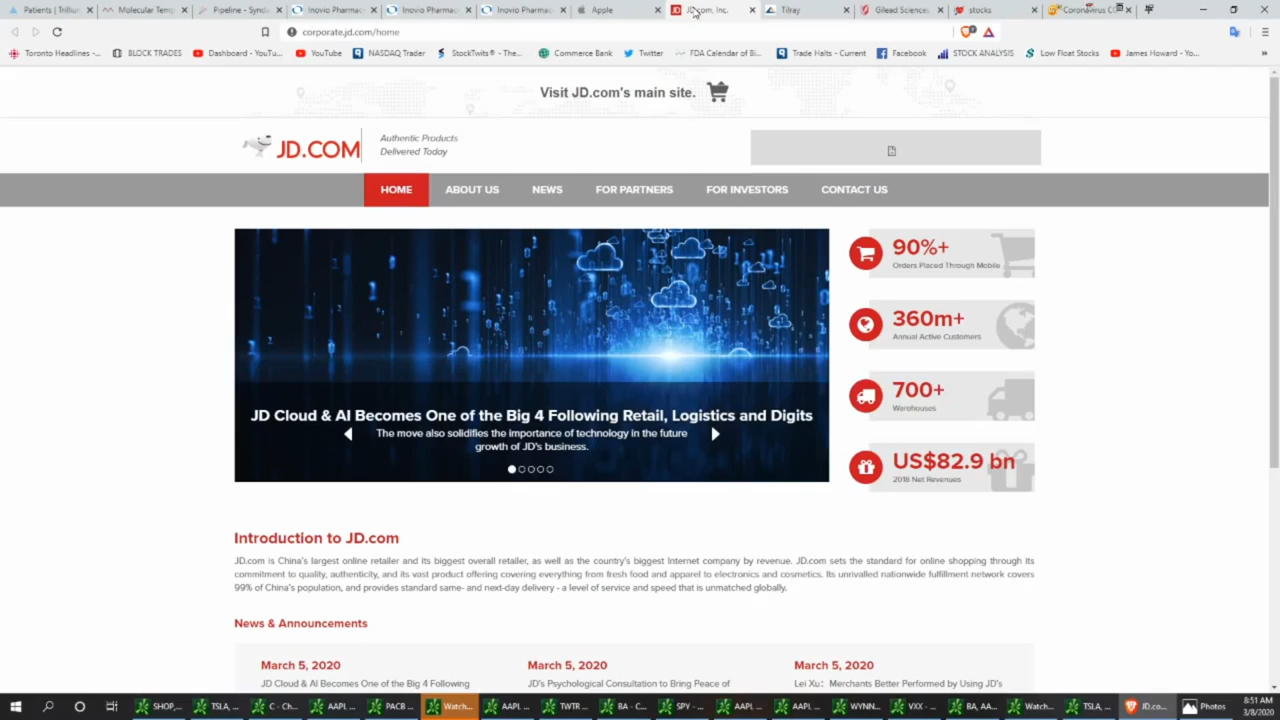 Patients | Trillium
Molecular Temp
Pipeline - Syndi
Inovio Pharmac
Inovio Pharmac
Inovio Pharmac
Apple
JD.com, Inc.
Tilray
Gilead Sciences
stocks
Coronavirus CO
corporate.jd.com/home
Toronto Headlines -...
BLOCK TRADES
Dashboard - YouTu...
YouTube
NASDAQ Trader
StockTwits® - The...
Commerce Bank
Twitter
FDA Calendar of Bi...
Trade Halts - Current
Facebook
STOCK ANALYSIS
Low Float Stocks
James Howard - Yo...
»
Visit JD.com's main site.
JD.COM
Authentic Products
Delivered Today
HOME ABOUT US NEWS FOR PARTNERS FOR INVESTORS CONTACT US
JD Cloud & AI Becomes One of the Big 4 Following Retail, Logistics and Digits
The move also solidifies the importance of technology in the future
growth of JD's business.
90%+
Orders Placed Through Mobile
360m+
Annual Active Customers
700+
Warehouses
US$82.9 bn
2018 Net Revenues
Introduction to JD.com
JD.com is China's largest online retailer and its biggest overall retailer, as well as the country's biggest Internet company by revenue. JD.com sets the standard for online shopping through its
commitment to quality, authenticity, and its vast product offering covering everything from fresh food and apparel to electronics and cosmetics. Its unrivalled nationwide fulfillment network covers
99% of China's population, and provides standard same- and next-day delivery - a level of service and speed that is unmatched globally.
News & Announcements
March 5, 2020
JD Cloud & AI Becomes One of the Big 4 Following
March 5, 2020
JD's Psychological Consultation to Bring Peace of
March 5, 2020
Lei Xu: Merchants Better Performed by Using JD's
SHOP,...
TSLA,...
C - Ch...
AAPL ...
PACB ...
Watch...
AAPL ...
TWTR ...
BA - C...
SPY - ...
AAPL ...
AAPL ...
WYNN...
VXX - ...
BA, AA...
Watch...
TSLA,...
JD.co...
Photos
8:51 AM
3/8/2020